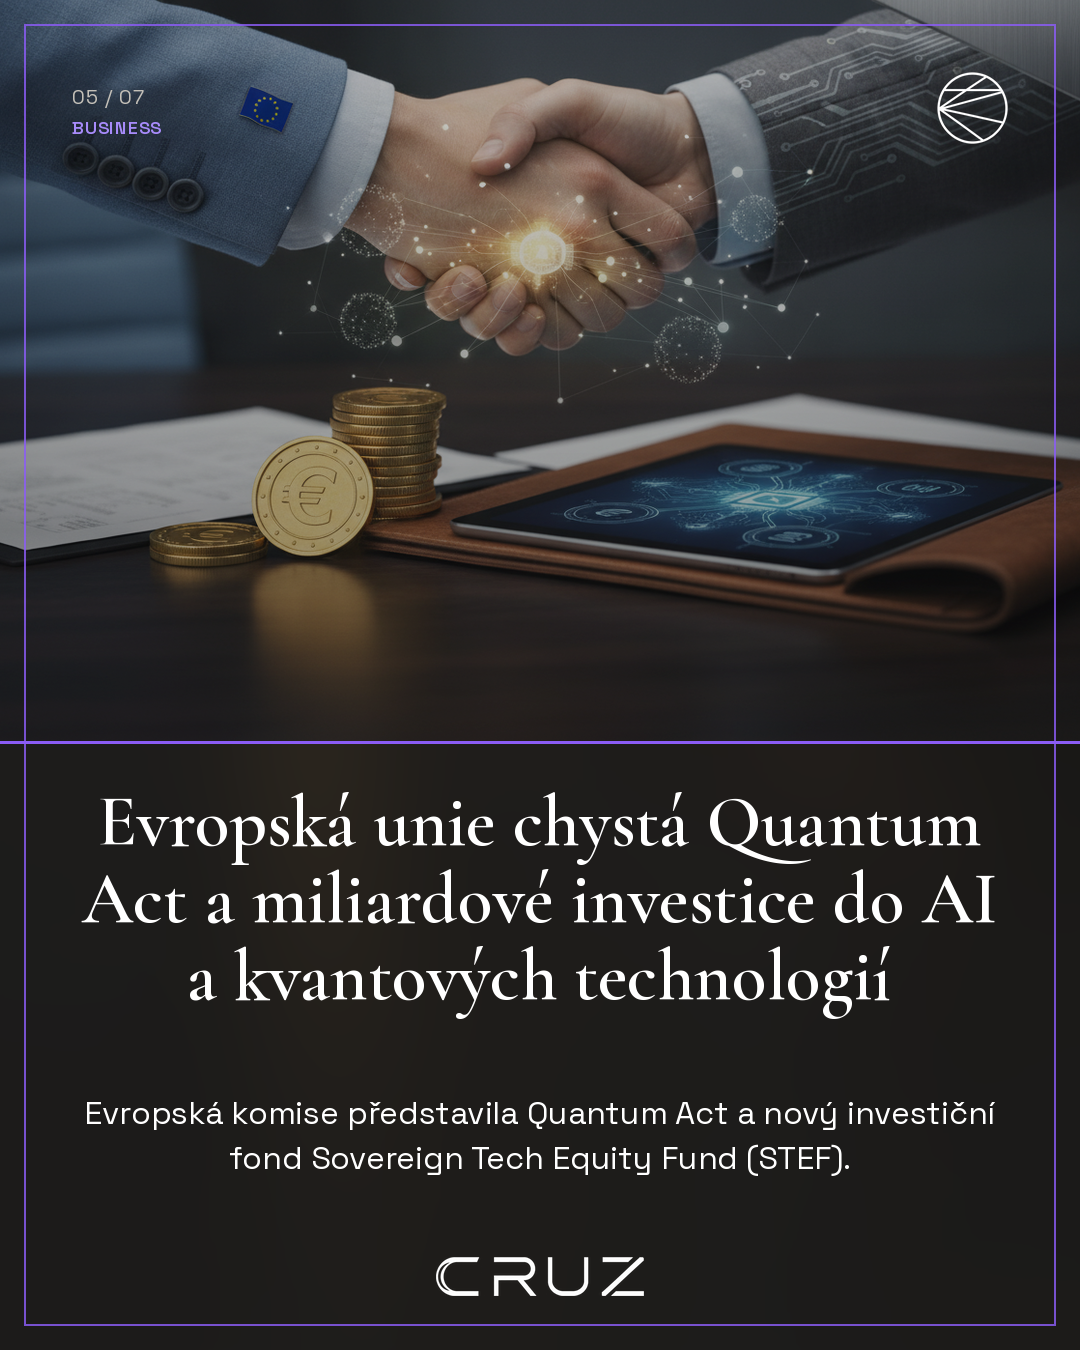 05 / 07
BUSINESS
€
Evropská unie chystá Quantum
Act a miliardové investice do AI
a kvantových technologií
Evropská komise představila Quantum Act a nový investiční
fond Sovereign Tech Equity Fund (STEF).
CRUZ